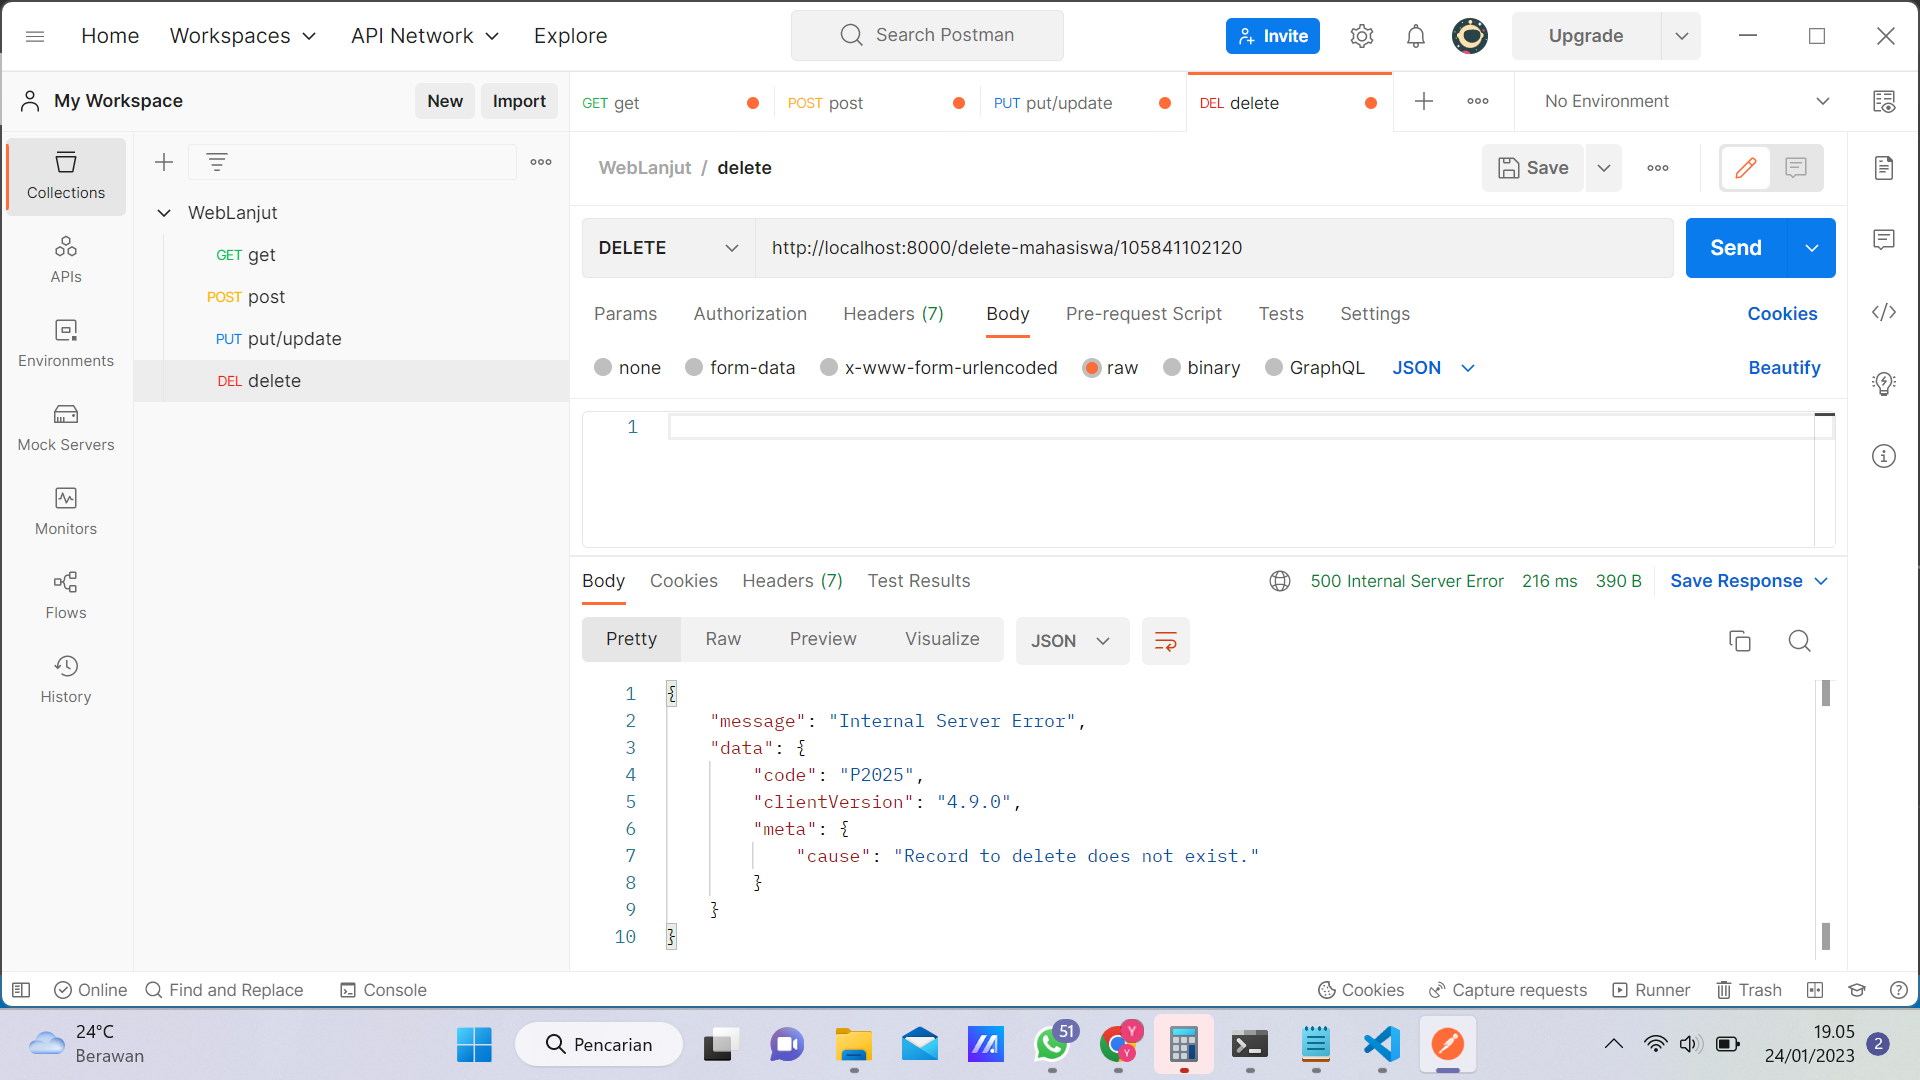 Home Workspaces API Network Explore Search Postman Invite Upgrade
My Workspace New Import GET get POST post PUT put/update DEL delete No Environment
Collections
APIs
Environments
Mock Servers
Monitors
Flows
History
WebLanjut
GET get
POST post
PUT put/update
DEL delete
WebLanjut / delete Save
DELETE http://localhost:8000/delete-mahasiswa/105841102120 Send
Params Authorization Headers (7) Body Pre-request Script Tests Settings Cookies
none form-data x-www-form-urlencoded raw binary GraphQL JSON Beautify
1
Body Cookies Headers (7) Test Results 500 Internal Server Error 216 ms 390 B Save Response
Pretty Raw Preview Visualize JSON
1 {
2 "message": "Internal Server Error",
3 "data": {
4 "code": "P2025",
5 "clientVersion": "4.9.0",
6 "meta": {
7 "cause": "Record to delete does not exist."
8 }
9 }
10 }
Online Find and Replace Console Cookies Capture requests Runner Trash
24°C
Berawan
Pencarian
51
Y
Y
19.05
24/01/2023
2